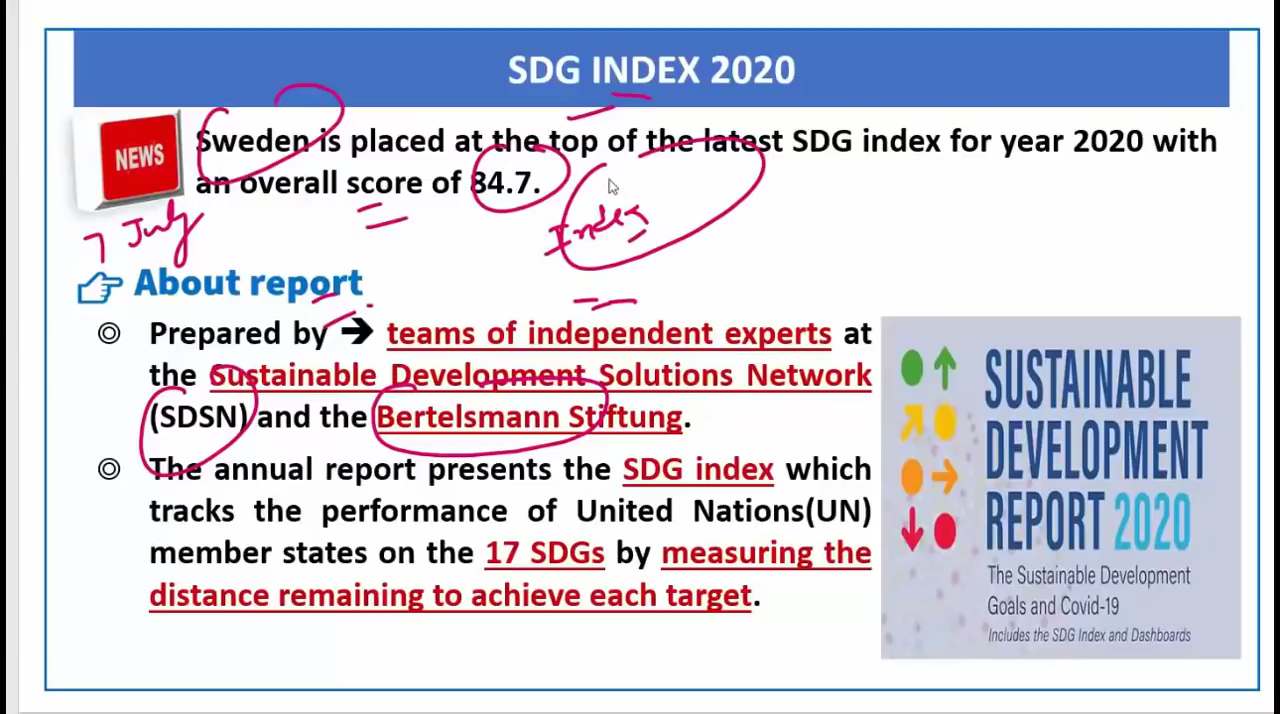 SDG INDEX 2020
NEWS
Sweden is placed at the top of the latest SDG index for year 2020 with
an overall score of 84.7.
7 July
Index
About report
Prepared by → teams of independent experts at
the Sustainable Development Solutions Network
(SDSN) and the Bertelsmann Stiftung.
The annual report presents the SDG index which
tracks the performance of United Nations(UN)
member states on the 17 SDGs by measuring the
distance remaining to achieve each target.
SUSTAINABLE
DEVELOPMENT
REPORT 2020
The Sustainable Development
Goals and Covid-19
Includes the SDG Index and Dashboards